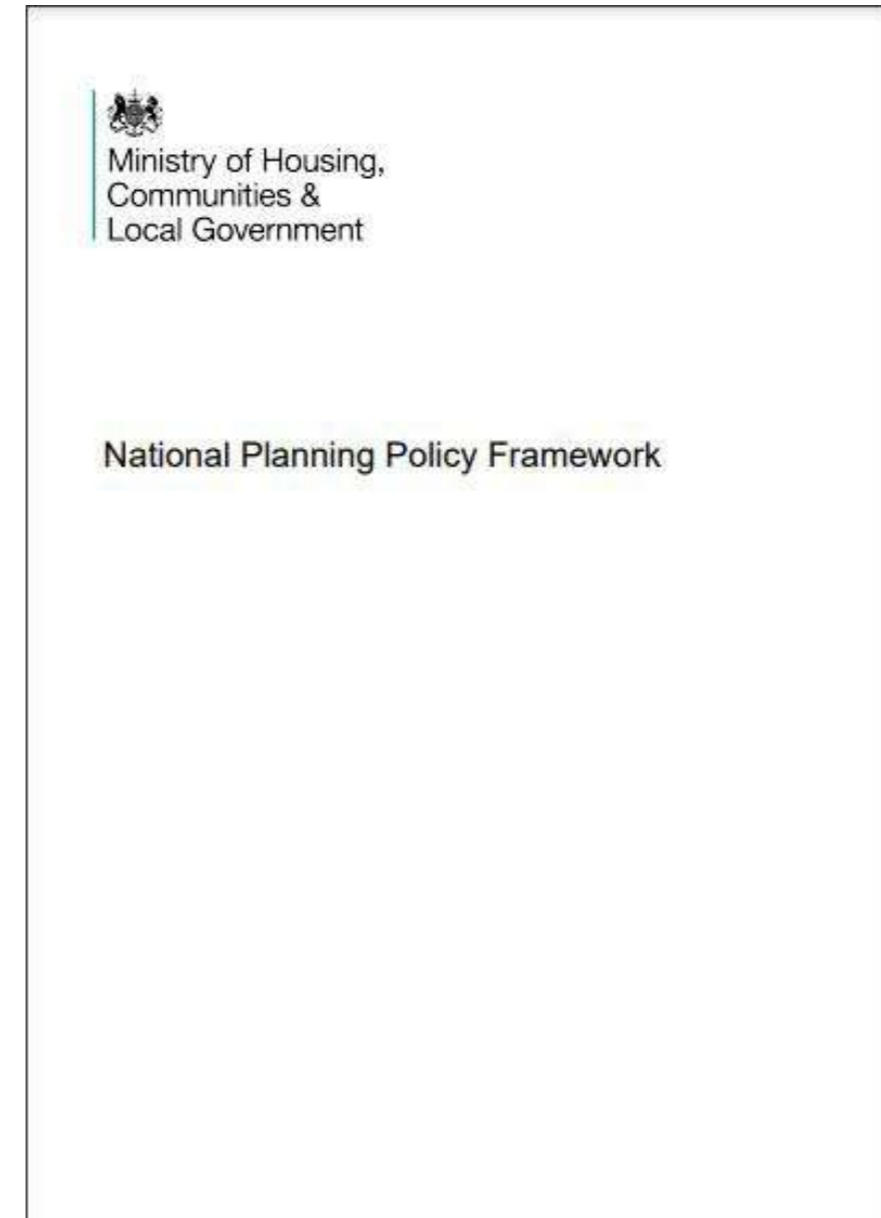 Ministry of Housing,
Communities &
Local Government
National Planning Policy Framework